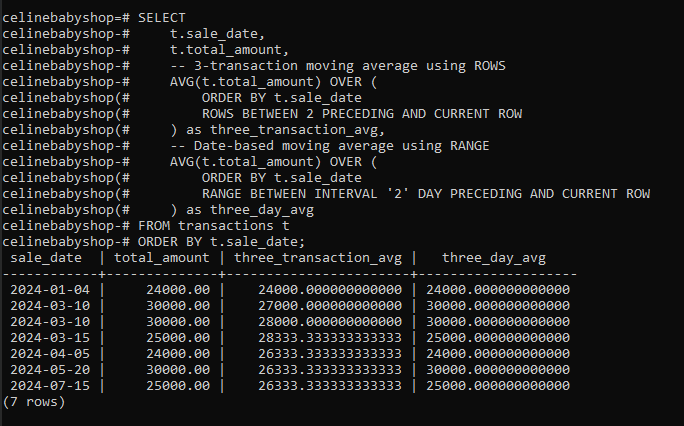 celinebabyshop=# SELECT
celinebabyshop-#     t.sale_date,
celinebabyshop-#     t.total_amount,
celinebabyshop-#     -- 3-transaction moving average using ROWS
celinebabyshop-#     AVG(t.total_amount) OVER (
celinebabyshop(#         ORDER BY t.sale_date
celinebabyshop(#         ROWS BETWEEN 2 PRECEDING AND CURRENT ROW
celinebabyshop(#     ) as three_transaction_avg,
celinebabyshop-#     -- Date-based moving average using RANGE
celinebabyshop-#     AVG(t.total_amount) OVER (
celinebabyshop(#         ORDER BY t.sale_date
celinebabyshop(#         RANGE BETWEEN INTERVAL '2' DAY PRECEDING AND CURRENT ROW
celinebabyshop(#     ) as three_day_avg
celinebabyshop-# FROM transactions t
celinebabyshop-# ORDER BY t.sale_date;
 sale_date  | total_amount | three_transaction_avg |   three_day_avg
------------+--------------+-----------------------+--------------------
 2024-01-04 |     24000.00 |    24000.000000000000 | 24000.000000000000
 2024-03-10 |     30000.00 |    27000.000000000000 | 30000.000000000000
 2024-03-10 |     30000.00 |    28000.000000000000 | 30000.000000000000
 2024-03-15 |     25000.00 |    28333.333333333333 | 25000.000000000000
 2024-04-05 |     24000.00 |    26333.333333333333 | 24000.000000000000
 2024-05-20 |     30000.00 |    26333.333333333333 | 30000.000000000000
 2024-07-15 |     25000.00 |    26333.333333333333 | 25000.000000000000
(7 rows)